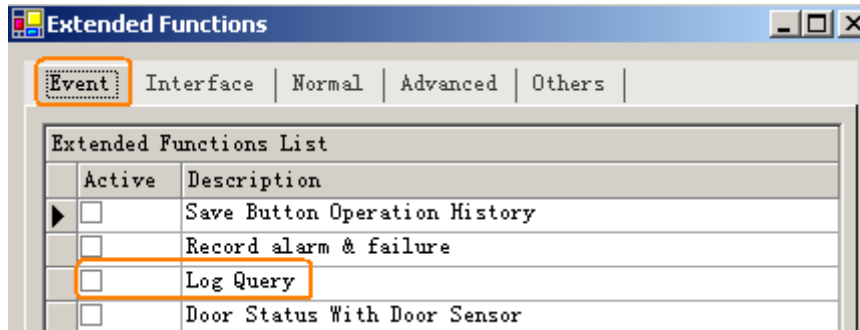 Extended Functions
Event Interface Normal Advanced Others
Extended Functions List
Active Description
Save Button Operation History
Record alarm & failure
Log Query
Door Status With Door Sensor